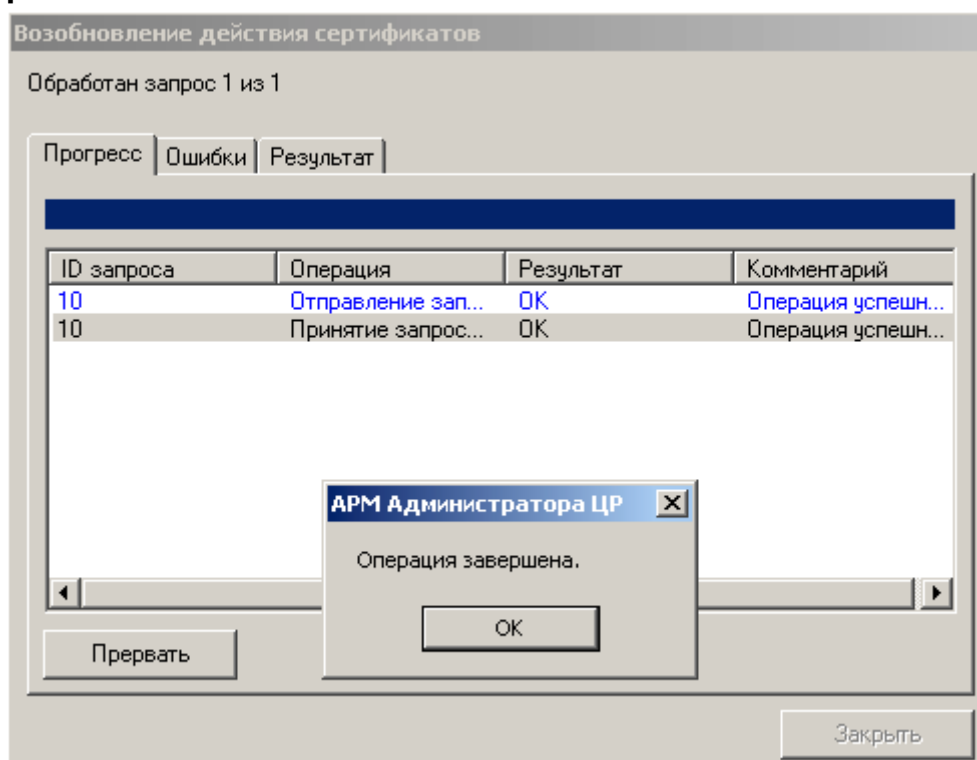 Возобновление действия сертификатов
Обработан запрос 1 из 1
Прогресс Ошибки Результат
ID запроса Операция Результат Комментарий
10 Отправление зап... OK Операция успешн...
10 Принятие запрос... OK Операция успешн...
АРМ Администратора ЦР
Операция завершена.
OK
Прервать
Закрыть